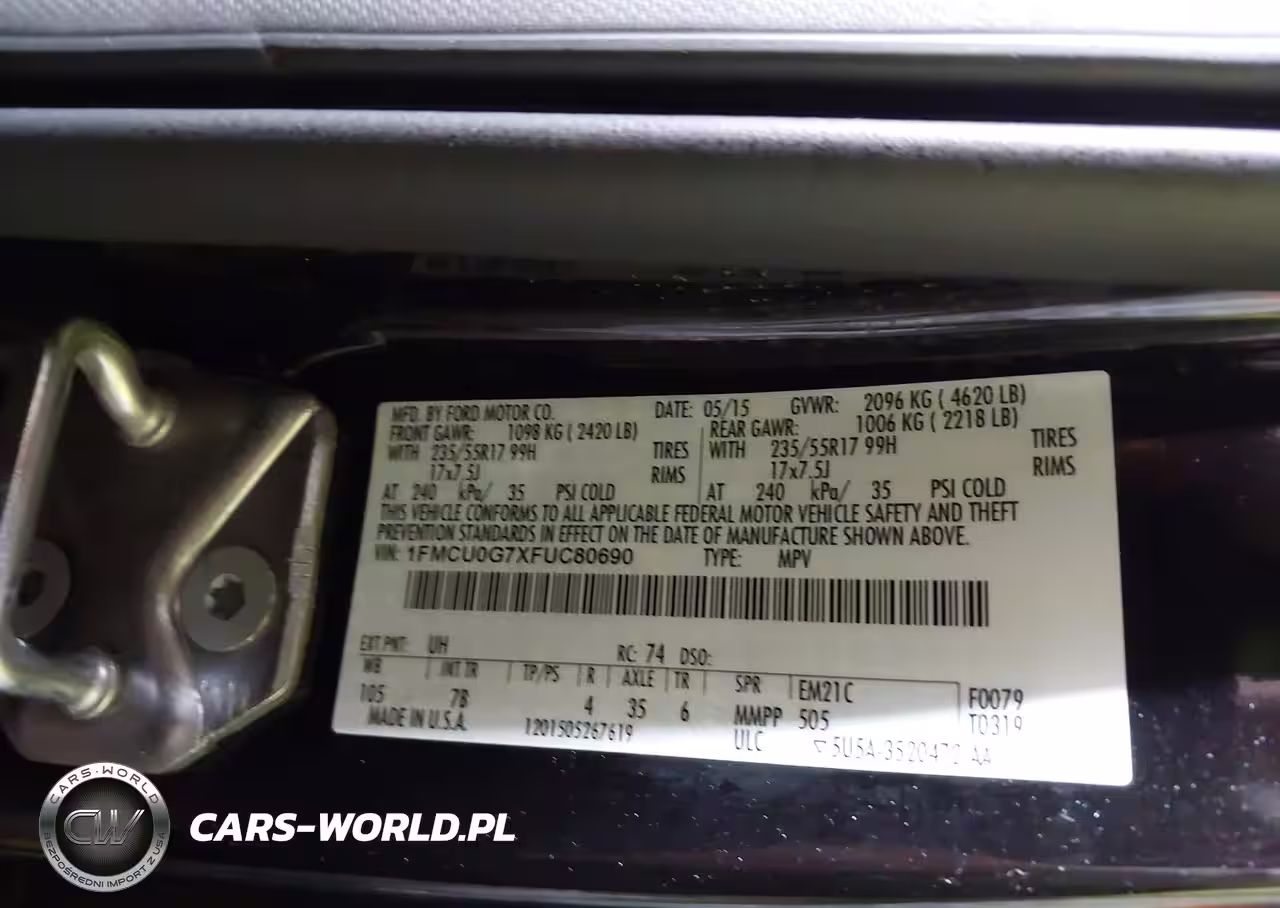 MFD. BY FORD MOTOR CO. DATE: 05/15 GVWR: 2096 KG ( 4620 LB)
FRONT GAWR: 1098 KG ( 2420 LB) REAR GAWR: 1006 KG ( 2218 LB)
WITH 235/55R17 99H TIRES WITH 235/55R17 99H TIRES
17x7.5J RIMS 17x7.5J RIMS
AT 240 kPa/ 35 PSI COLD AT 240 kPa/ 35 PSI COLD
THIS VEHICLE CONFORMS TO ALL APPLICABLE FEDERAL MOTOR VEHICLE SAFETY AND THEFT
PREVENTION STANDARDS IN EFFECT ON THE DATE OF MANUFACTURE SHOWN ABOVE.
VIN: 1FMCU0G7XFUC80690 TYPE: MPV
EXT PNT: UH RC: 74 DSO:
WB INT TR TP/PS R AXLE TR SPR EM21C F0079
105 7B 4 35 6 MMPP 505 T0319
MADE IN U.S.A. 1201505267619 ULC 5U5A-3520472-AA
CARS-WORLD
CW
BEZPOŚREDNI IMPORT Z USA
CARS-WORLD.PL